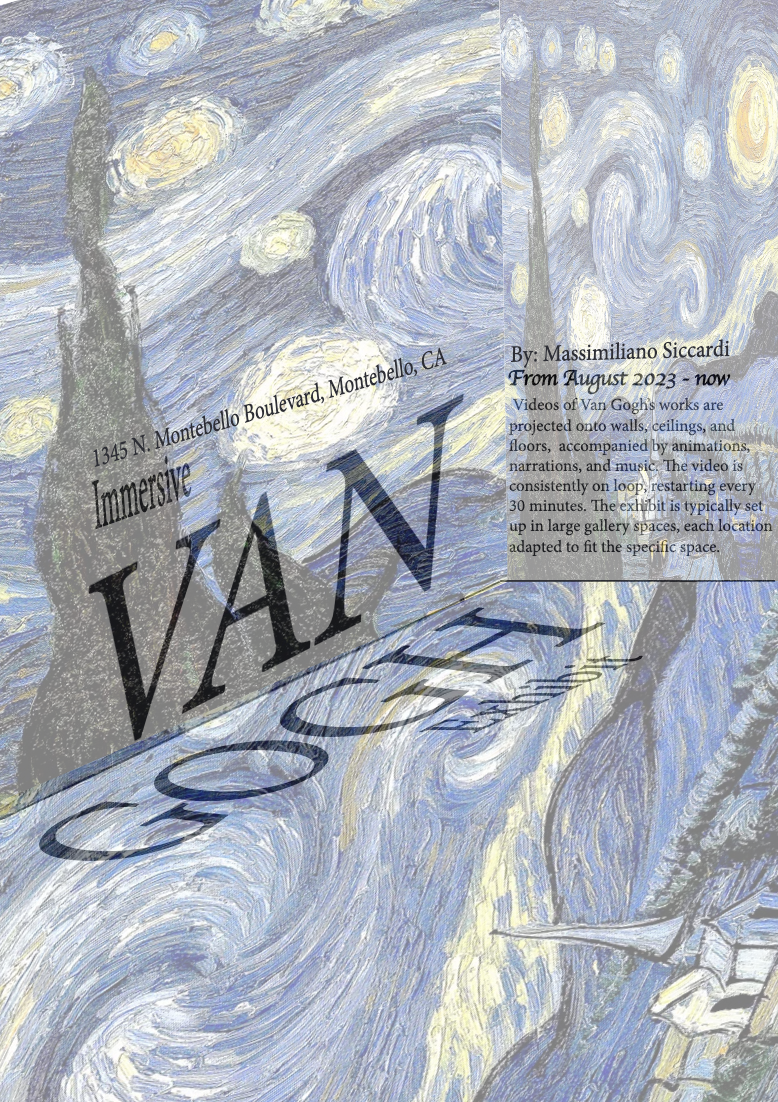 1345 N. Montebello Boulevard, Montebello, CA
Immersive
VAN
GOGH
Exhibition
By: Massimiliano Siccardi
From August 2023 - now
Videos of Van Goghs works are
projected onto walls, ceilings, and
floors, accompanied by animations,
narrations, and music. The video is
consistently on loop, restarting every
30 minutes. The exhibit is typically set
up in large gallery spaces, each location
adapted to fit the specific space.